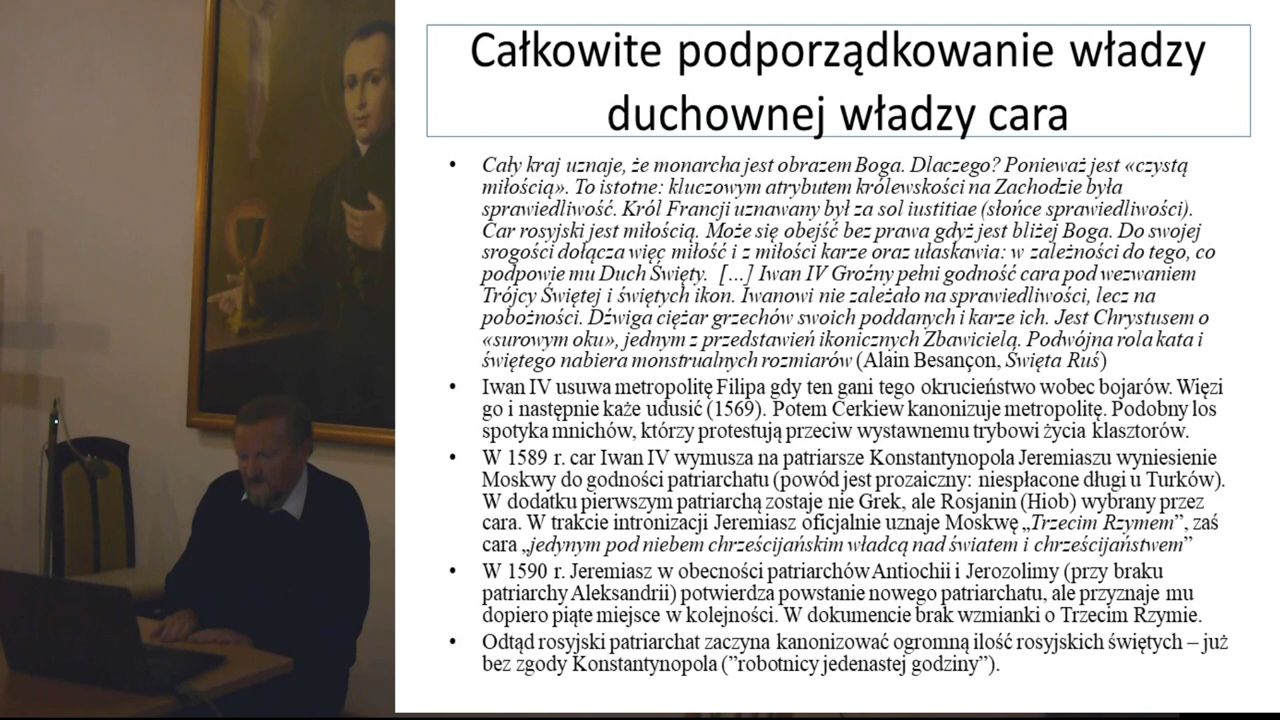 Całkowite podporządkowanie władzy
duchownej władzy cara
• Cały kraj uznaje, że monarcha jest obrazem Boga. Dlaczego? Ponieważ jest «czystą
miłością». To istotne: kluczowym atrybutem królewskości na Zachodzie była
sprawiedliwość. Król Francji uznawany był za sol iustitiae (słońce sprawiedliwości).
Car rosyjski jest miłością. Może się obejść bez prawa gdyż jest bliżej Boga. Do swojej
srogości dołącza więc miłość i z miłości karze oraz ułaskawia: w zależności do tego, co
podpowie mu Duch Święty. [...] Iwan IV Groźny pełni godność cara pod wezwaniem
Trójcy Świętej i świętych ikon. Iwanowi nie zależało na sprawiedliwości, lecz na
pobożności. Dźwiga ciężar grzechów swoich poddanych i karze ich. Jest Chrystusem o
«surowym oku», jednym z przedstawień ikonicznych Zbawiciela. Podwójna rola kata i
świętego nabiera monstrualnych rozmiarów (Alain Besançon, Święta Ruś)
• Iwan IV usuwa metropolitę Filipa gdy ten gani tego okrucieństwo wobec bojarów. Więzi
go i następnie każe udusić (1569). Potem Cerkiew kanonizuje metropolitę. Podobny los
spotyka mnichów, którzy protestują przeciw wystawnemu trybowi życia klasztorów.
• W 1589 r. car Iwan IV wymusza na patriarsze Konstantynopola Jeremiaszu wyniesienie
Moskwy do godności patriarchatu (powód jest prozaiczny: niespłacone długi u Turków).
W dodatku pierwszym patriarchą zostaje nie Grek, ale Rosjanin (Hiob) wybrany przez
cara. W trakcie intronizacji Jeremiasz oficjalnie uznaje Moskwę „Trzecim Rzymem”, zaś
cara „jedynym pod niebem chrześcijańskim władcą nad światem i chrześcijaństwem”
• W 1590 r. Jeremiasz w obecności patriarchów Antiochii i Jerozolimy (przy braku
patriarchy Aleksandrii) potwierdza powstanie nowego patriarchatu, ale przyznaje mu
dopiero piąte miejsce w kolejności. W dokumencie brak wzmianki o Trzecim Rzymie.
• Odtąd rosyjski patriarchat zaczyna kanonizować ogromną ilość rosyjskich świętych – już
bez zgody Konstantynopola (”robotnicy jedenastej godziny”).